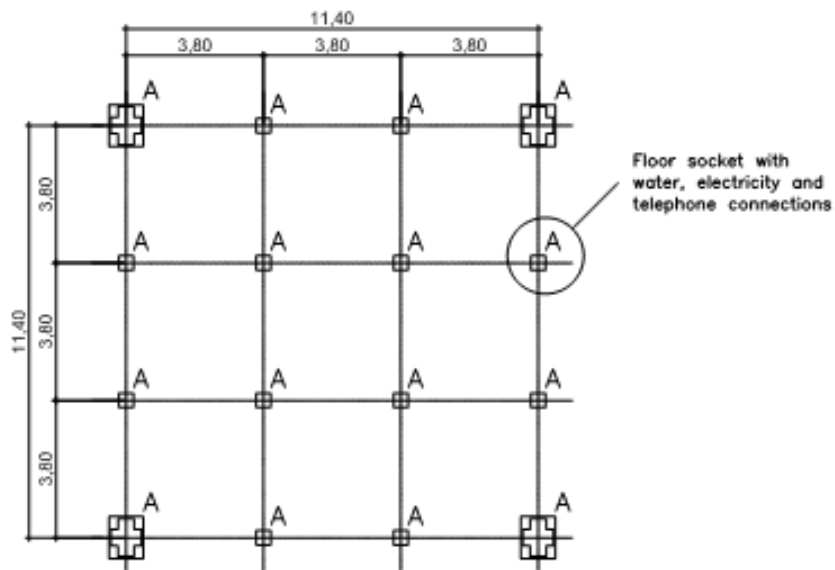 11,40
3,80 3,80 3,80
A A A A
Floor socket with
water, electricity and
telephone connections
3,80
A A A A
11,40
3,80
A A A A
3,80
A A A A